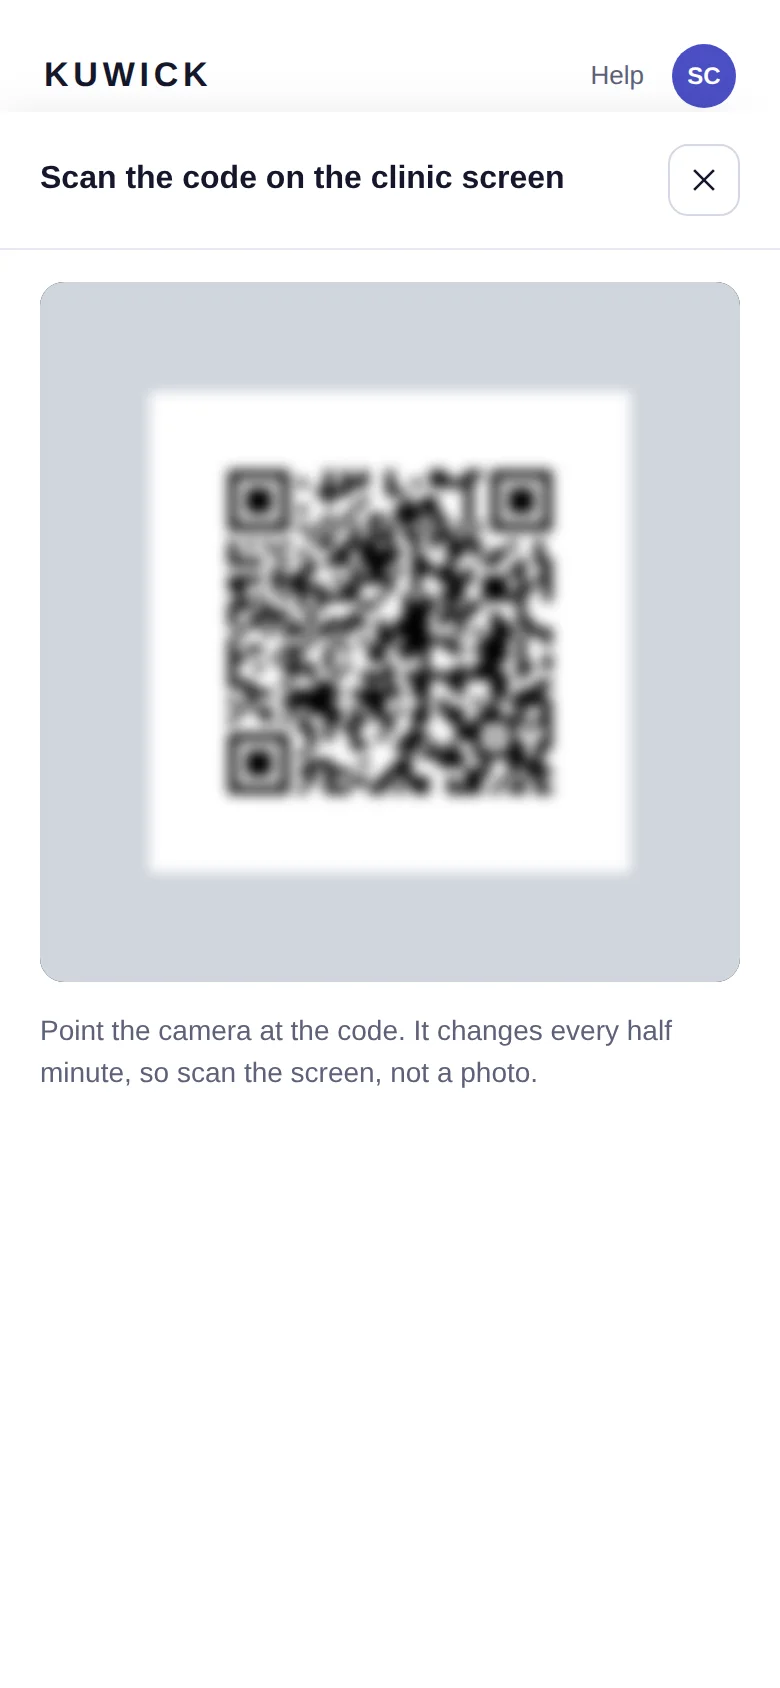 KUWICK
Help
SC
Scan the code on the clinic screen
Point the camera at the code. It changes every half
minute, so scan the screen, not a photo.